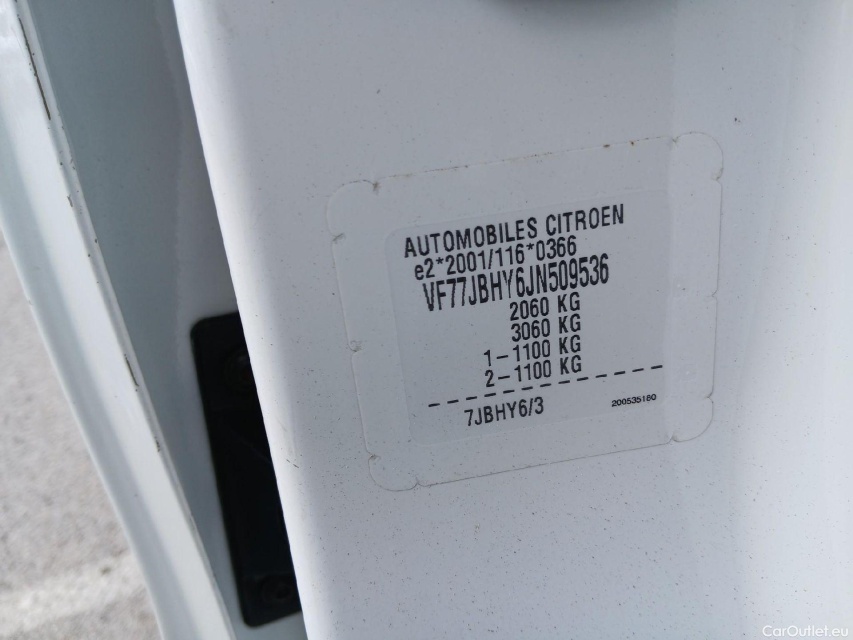 AUTOMOBILES CITROEN
e2*2001/116*0366
VF77JBHY6JN509536
2060 KG
3060 KG
1-1100 KG
2-1100 KG
7JBHY6/3
200535180
CarOutlet.eu